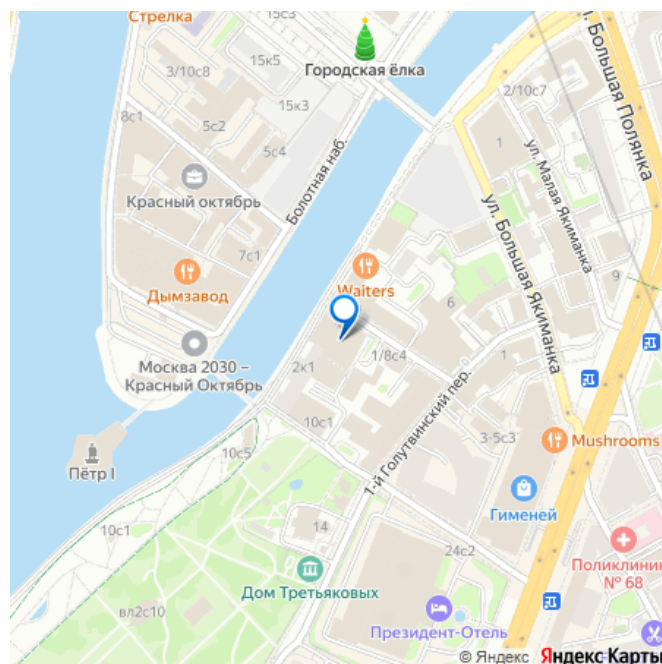 Стрелка
15с3
15к5
Городская ёлка
3/10с8
15к3
2/10с7
ул. Большая Полянка
8с1
5с2
5с4
1
Болотная наб.
ул. Малая Якиманка
Красный октябрь
ул. Большая Якиманка
7с1
9
Дымзавод
Waiters
6
Москва 2030 –
Красный Октябрь
2к1
1/8с4
1
10с1
3-5с3
Mushrooms
1-й Голутвинский пер.
Пётр I
10с5
Гименей
10с1
14
24с2
Поликлиник
№ 68
Дом Третьяковых
вл2с10
Президент-Отель
© Яндекс Яндекс Карты